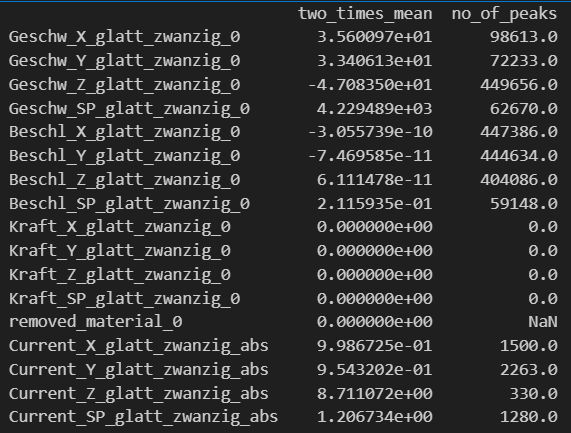 two_times_mean no_of_peaks
Geschw_X_glatt_zwanzig_0 3.560097e+01 98613.0
Geschw_Y_glatt_zwanzig_0 3.340613e+01 72233.0
Geschw_Z_glatt_zwanzig_0 -4.708350e+01 449656.0
Geschw_SP_glatt_zwanzig_0 4.229489e+03 62670.0
Beschl_X_glatt_zwanzig_0 -3.055739e-10 447386.0
Beschl_Y_glatt_zwanzig_0 -7.469585e-11 444634.0
Beschl_Z_glatt_zwanzig_0 6.111478e-11 404086.0
Beschl_SP_glatt_zwanzig_0 2.115935e-01 59148.0
Kraft_X_glatt_zwanzig_0 0.000000e+00 0.0
Kraft_Y_glatt_zwanzig_0 0.000000e+00 0.0
Kraft_Z_glatt_zwanzig_0 0.000000e+00 0.0
Kraft_SP_glatt_zwanzig_0 0.000000e+00 0.0
removed_material_0 0.000000e+00 NaN
Current_X_glatt_zwanzig_abs 9.986725e-01 1500.0
Current_Y_glatt_zwanzig_abs 9.543202e-01 2263.0
Current_Z_glatt_zwanzig_abs 8.711072e+00 330.0
Current_SP_glatt_zwanzig_abs 1.206734e+00 1280.0